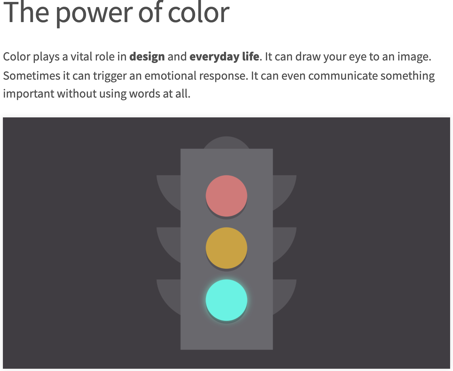 The power of color
Color plays a vital role in design and everyday life. It can draw your eye to an image.
Sometimes it can trigger an emotional response. It can even communicate something
important without using words at all.